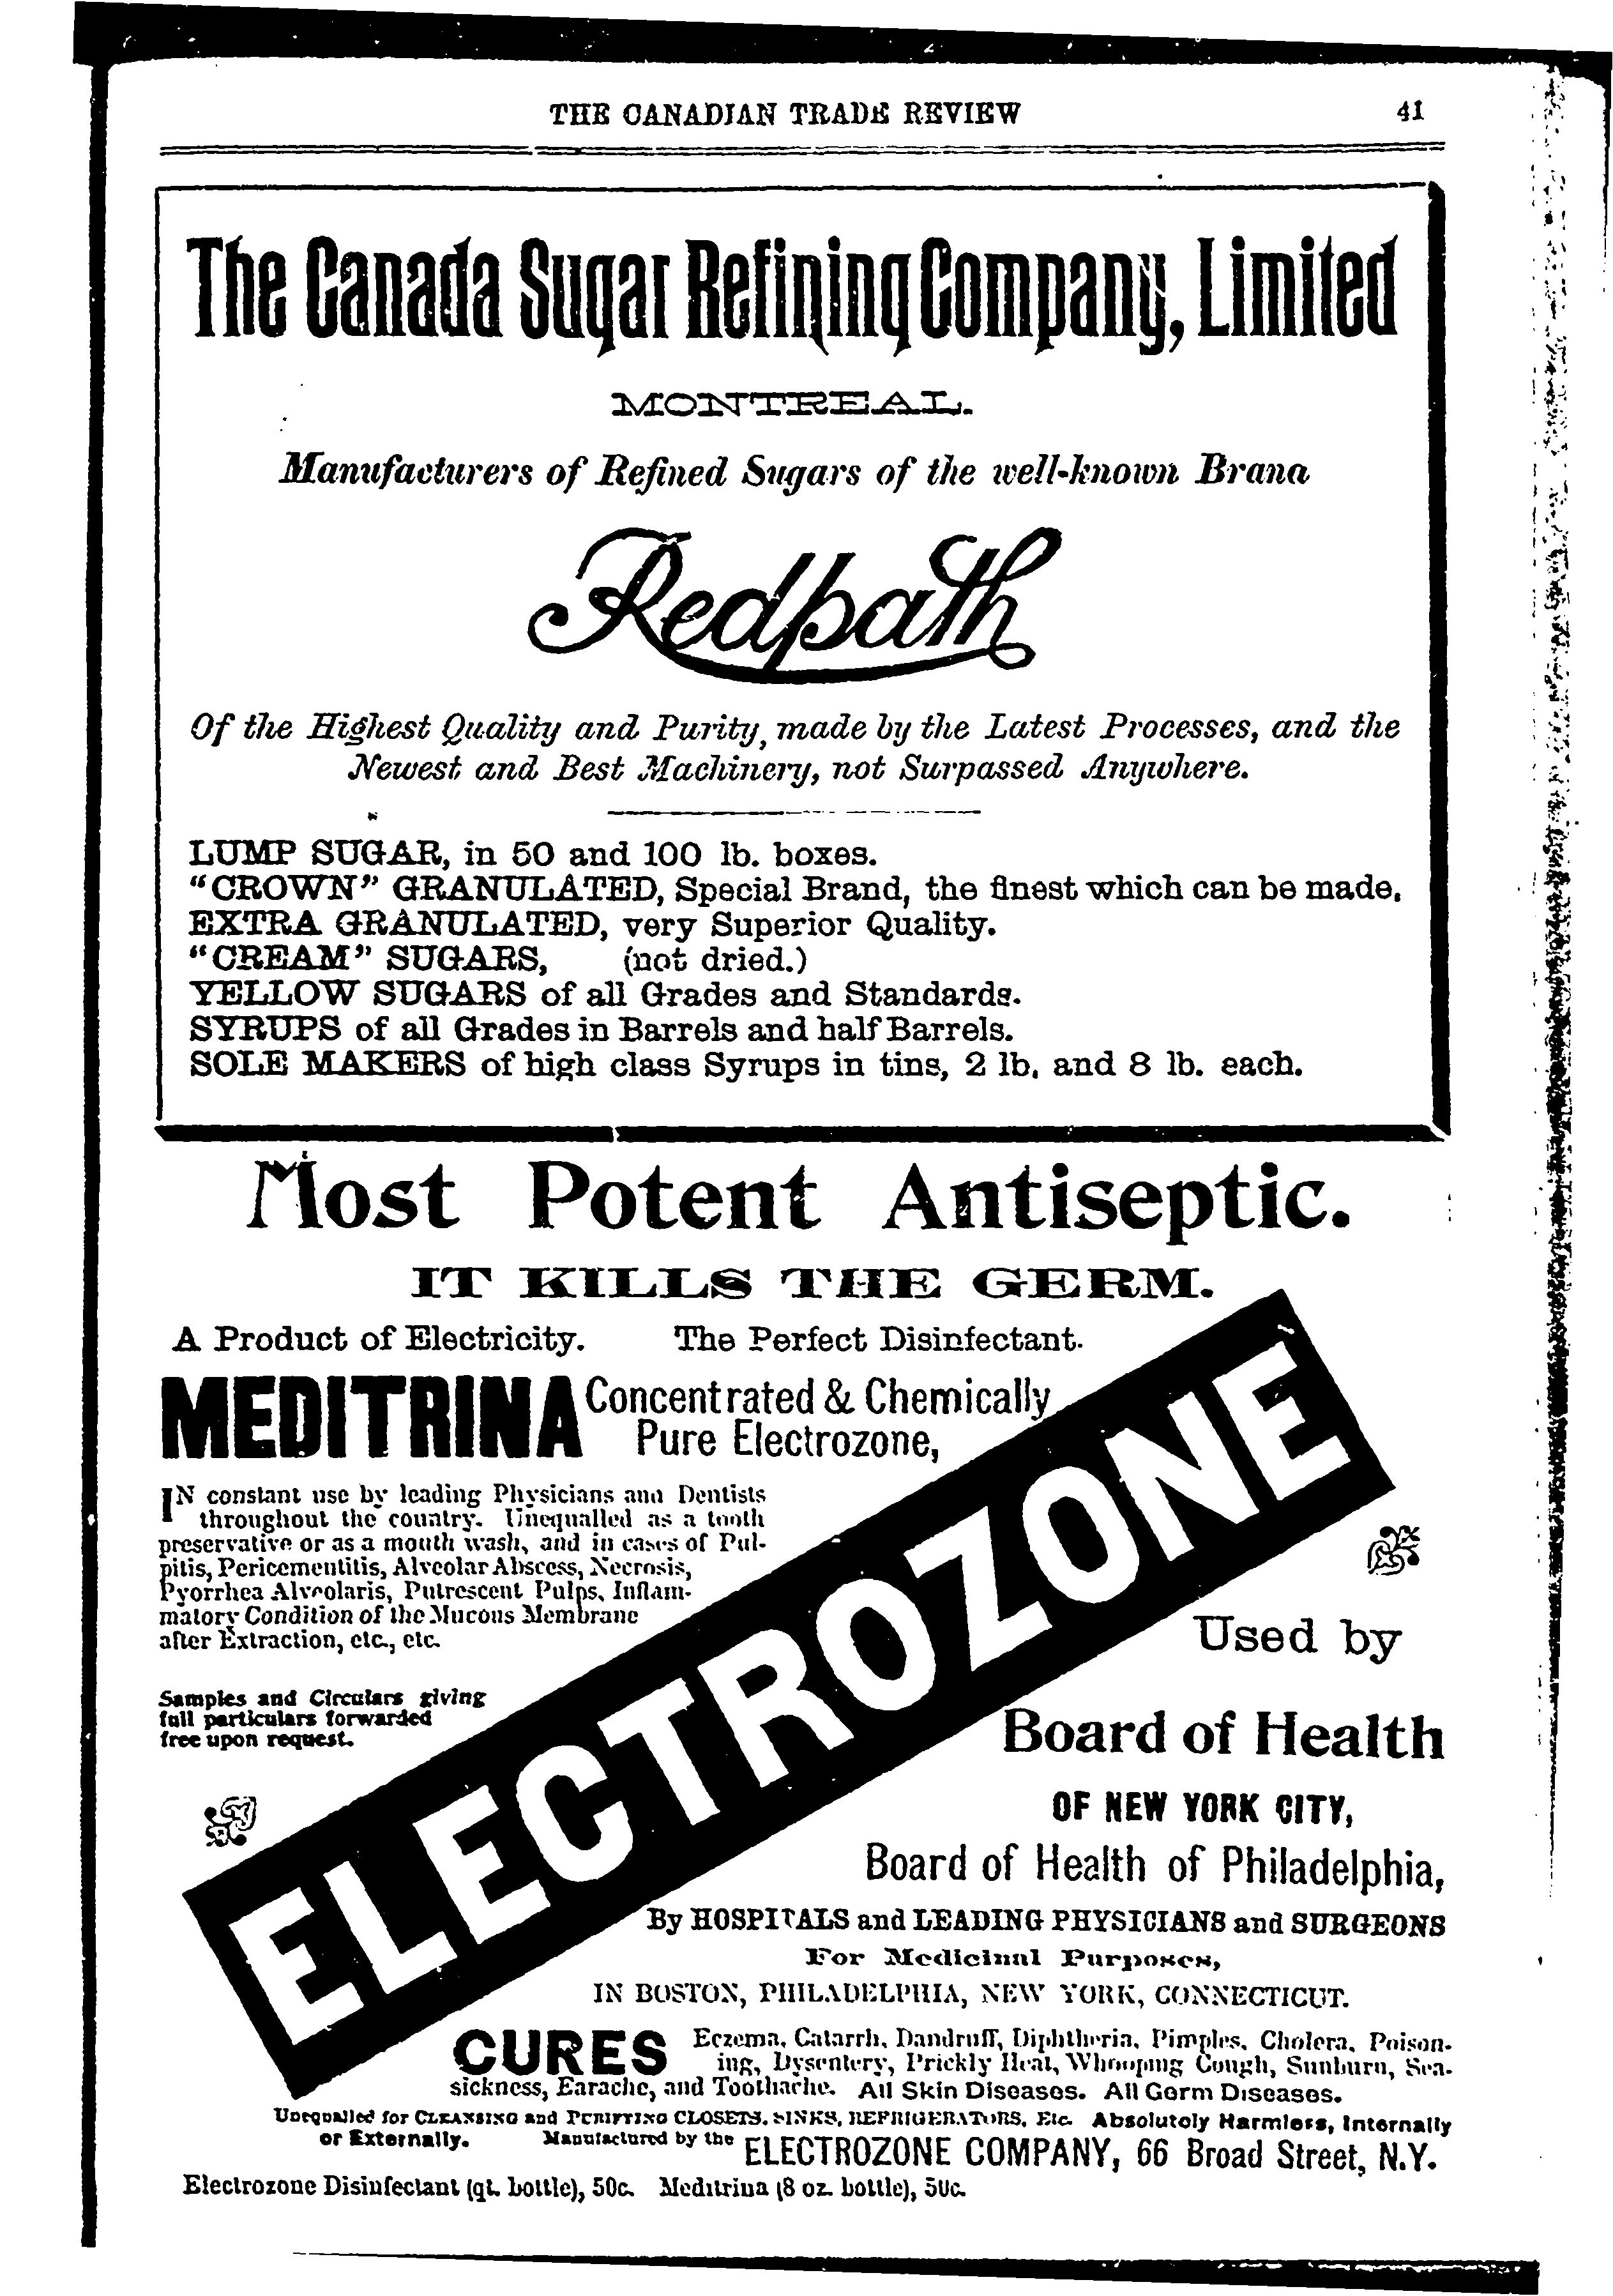 THE CANADIAN TRADE REVIEW 41
The Canada Sugar Refining Company, Limited
MONTREAL.
Manufacturers of Refined Sugars of the well-known Brand
Redpath
Of the Highest Quality and Purity, made by the Latest Processes, and the
Newest and Best Machinery, not Surpassed Anywhere.
LUMP SUGAR, in 50 and 100 lb. boxes.
"CROWN" GRANULATED, Special Brand, the finest which can be made.
EXTRA GRANULATED, very Superior Quality.
"CREAM" SUGARS, (not dried.)
YELLOW SUGARS of all Grades and Standards.
SYRUPS of all Grades in Barrels and half Barrels.
SOLE MAKERS of high class Syrups in tins, 2 lb. and 8 lb. each.
Most Potent Antiseptic.
IT KILLS THE GERM.
A Product of Electricity. The Perfect Disinfectant.
MEDITRINA Concentrated & Chemically
Pure Electrozone,
IN constant use by leading Physicians and Dentists
throughout the country. Unequalled as a tooth
preservative or as a mouth wash, and in cases of Pul-
pitis, Pericementitis, Alveolar Abscess, Necrosis,
Pyorrhea Alveolaris, Putrescent Pulps, Inflam-
matory Condition of the Mucous Membrane
after Extraction, etc., etc.
Samples and Circulars giving
full particulars forwarded
free upon request.
ELECTROZONE
Used by
Board of Health
OF NEW YORK CITY,
Board of Health of Philadelphia,
By HOSPITALS and LEADING PHYSICIANS and SURGEONS
For Medicinal Purposes,
IN BOSTON, PHILADELPHIA, NEW YORK, CONNECTICUT.
CURES Eczema, Catarrh, Dandruff, Diphtheria, Pimples, Cholera, Poison-
ing, Dysentery, Prickly Heat, Whooping Cough, Sunburn, Sea-
sickness, Earache, and Toothache. All Skin Diseases. All Germ Diseases.
Unequalled for CLEANSING and PURIFYING CLOSETS, SINKS, REFRIGERATORS, Etc. Absolutely Harmless, Internally
or Externally. Manufactured by the ELECTROZONE COMPANY, 66 Broad Street, N.Y.
Electrozone Disinfectant (qt. bottle), 50c. Meditrina (8 oz. bottle), 50c.